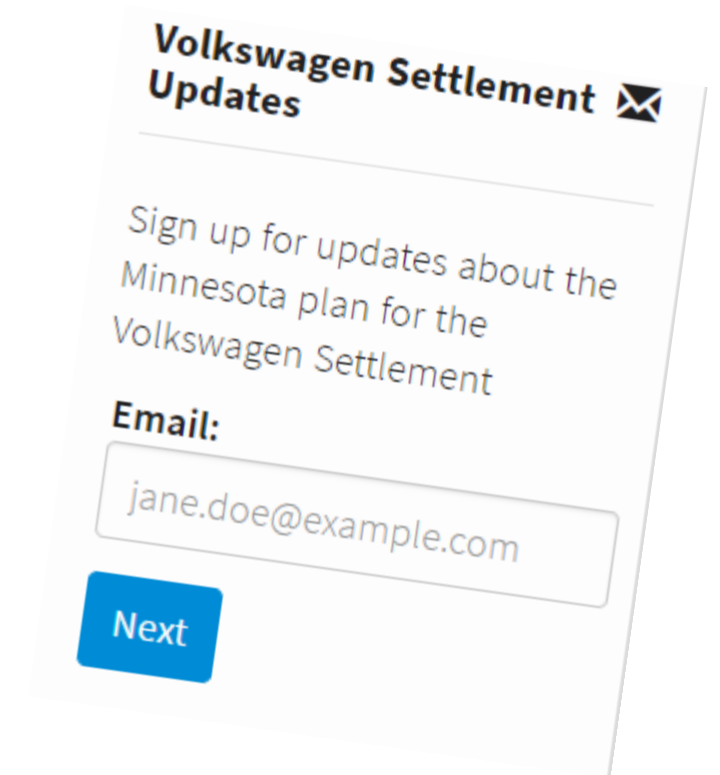 Volkswagen Settlement
Updates
Sign up for updates about the
Minnesota plan for the
Volkswagen Settlement
Email:
jane.doe@example.com
Next